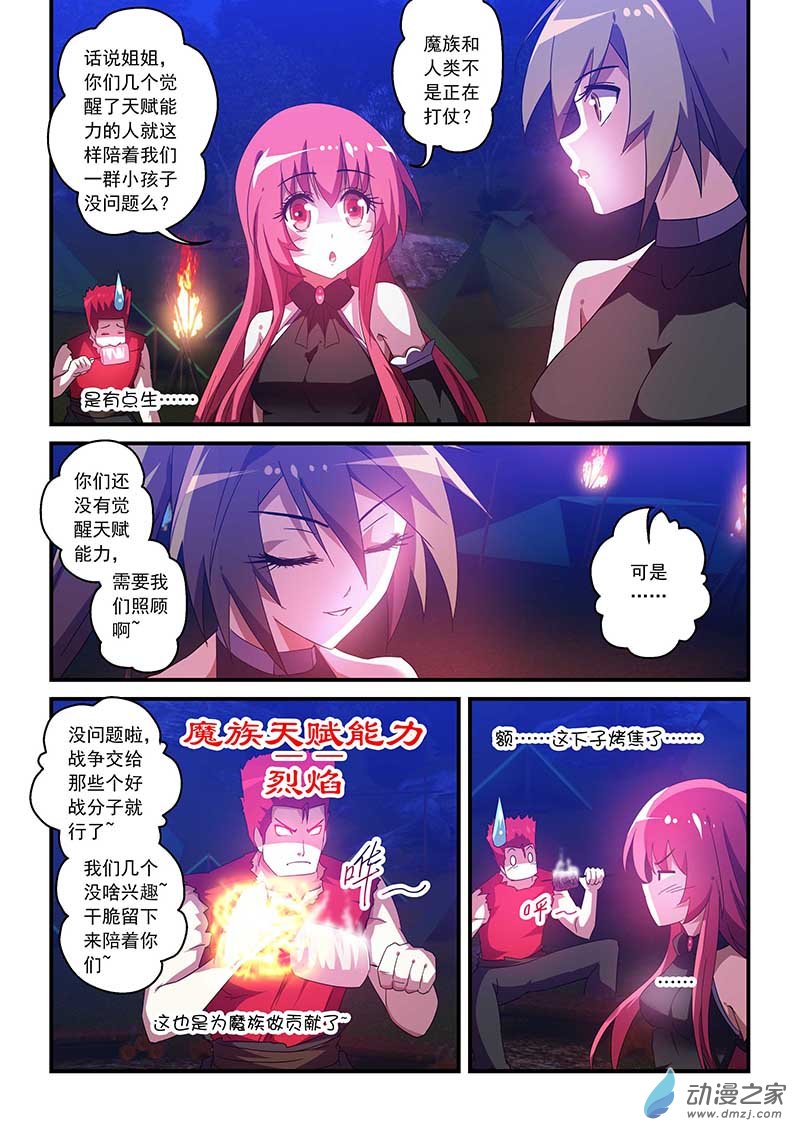 话说姐姐，
你们几个觉
醒了天赋能
力的人就这
样陪着我们
一群小孩子
没问题么？
魔族和
人类不
是正在
打仗？
是有点生……
你们还
没有觉
醒天赋
能力，
需要我
们照顾
啊~
可是
……
没问题啦，
战争交给
那些个好
战分子就
行了~
我们几个
没啥兴趣~
干脆留下
来陪着你
们~
魔族天赋能力
——
烈焰
哗~
这也是为魔族做贡献了~
额……这下子烤焦了……
哗~
……
动漫之家
www.dmzj.com